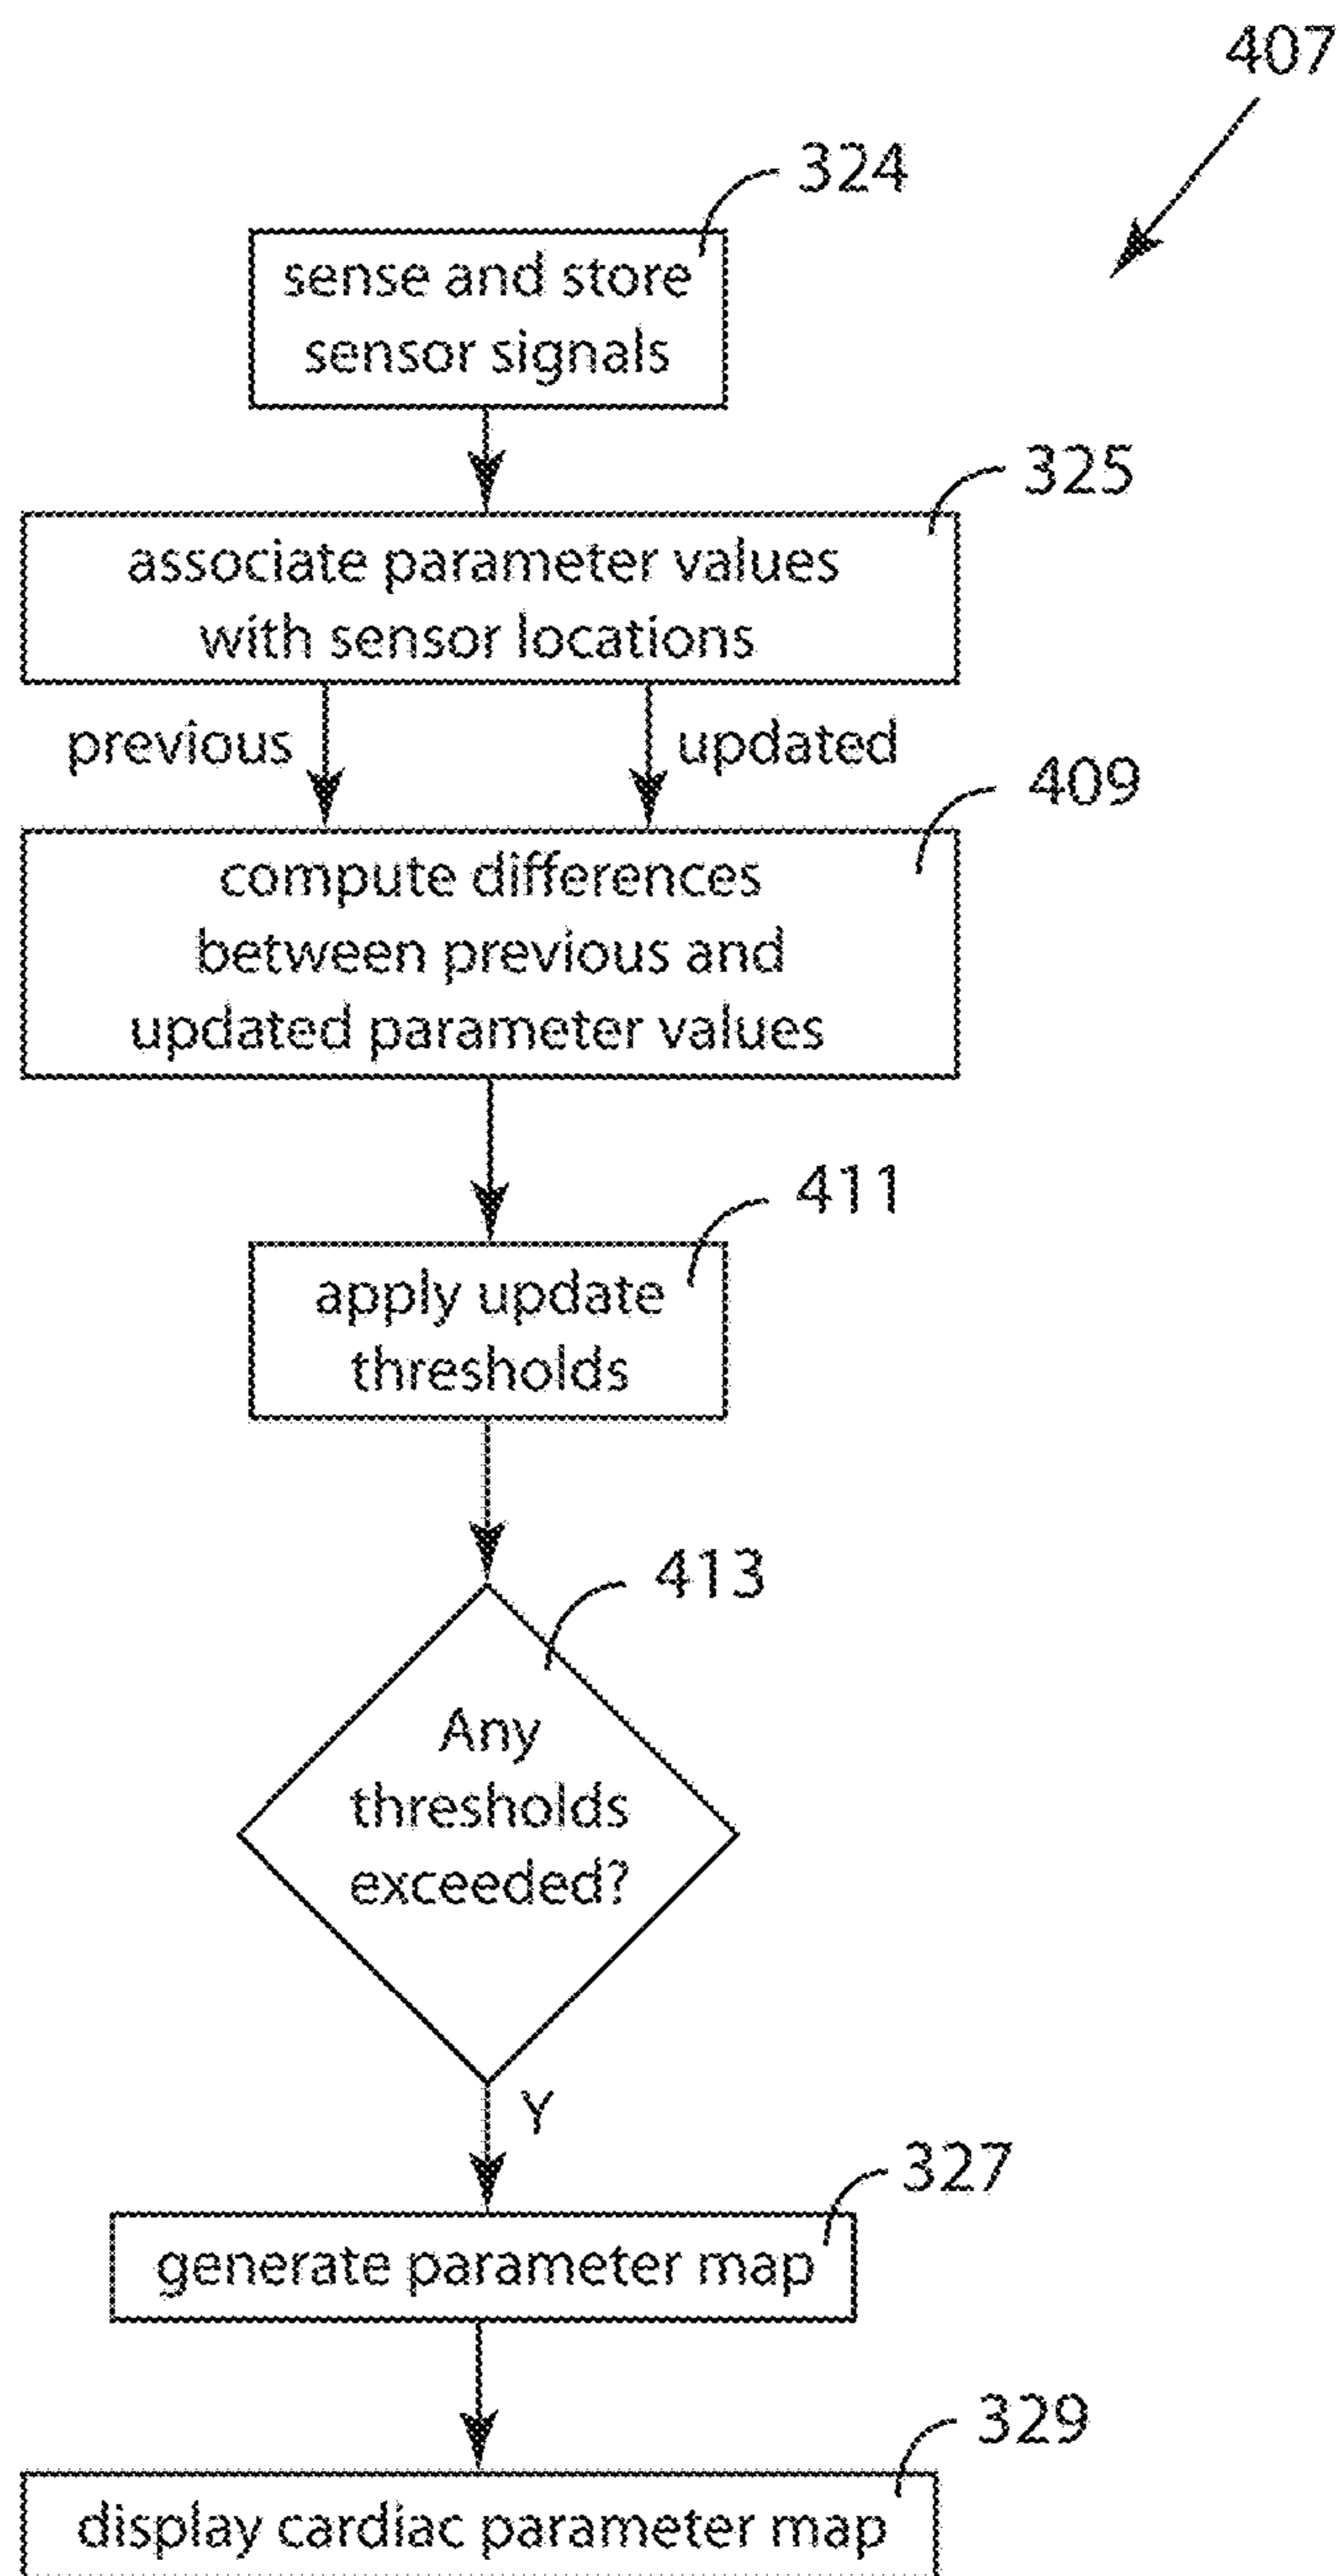 407
324
sense and store
sensor signals
325
associate parameter values
with sensor locations
previous
updated
409
compute differences
between previous and
updated parameter values
411
apply update
thresholds
413
Any
thresholds
exceeded?
Y
327
generate parameter map
329
display cardiac parameter map